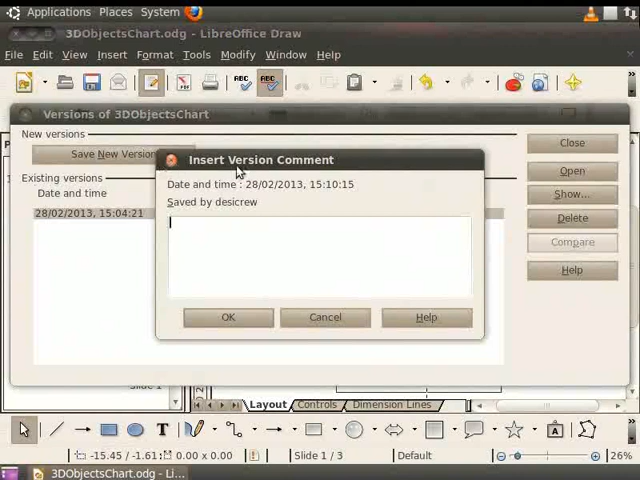 Applications Places System
3DObjectsChart.odg - LibreOffice Draw
File Edit View Insert Format Tools Modify Window Help
ABC ABC
Versions of 3DObjectsChart
New versions
Save New Version
Existing versions
Date and time
28/02/2013, 15:04:21
Close
Open
Show...
Delete
Compare
Help
Insert Version Comment
Date and time : 28/02/2013, 15:10:15
Saved by desicrew
OK Cancel Help
Slide 1
Layout Controls Dimension Lines
T A
-15.45 / -1.61 0.00 x 0.00 Slide 1 / 3 Default 26%
3DObjectsChart.odg - Li...